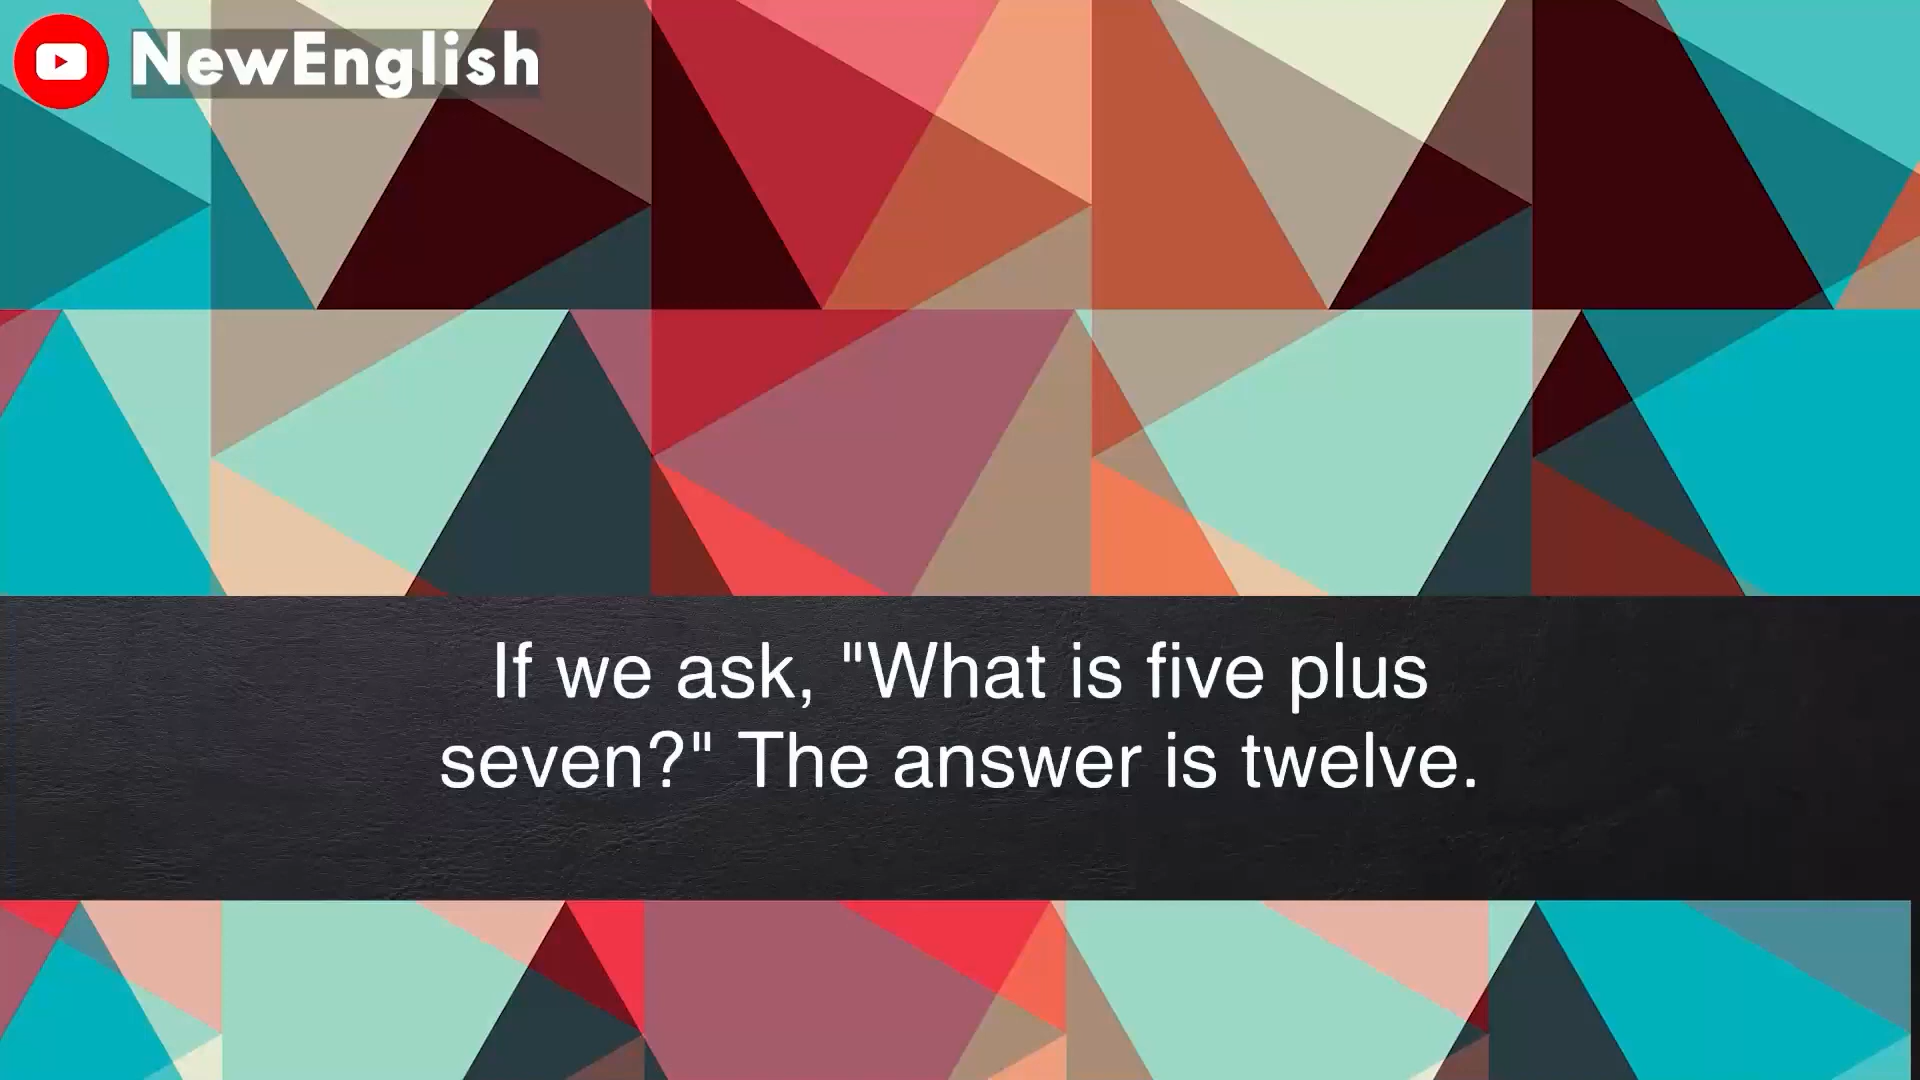 NewEnglish
If we ask, "What is five plus
seven?" The answer is twelve.